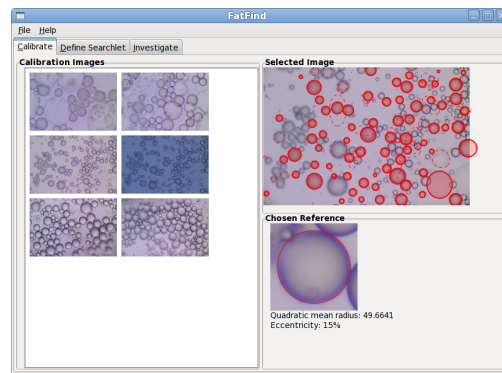 FatFind
File Help
Calibrate Define Searchlet Investigate
Calibration Images
Selected Image
Chosen Reference
Quadratic mean radius: 49.6641
Eccentricity: 15%